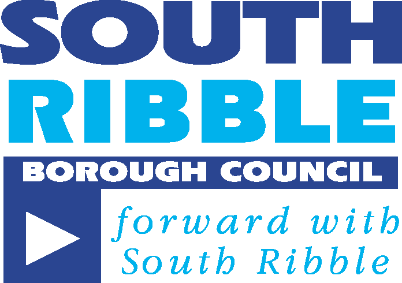 SOUTH
RIBBLE
BOROUGH COUNCIL
forward with
South Ribble